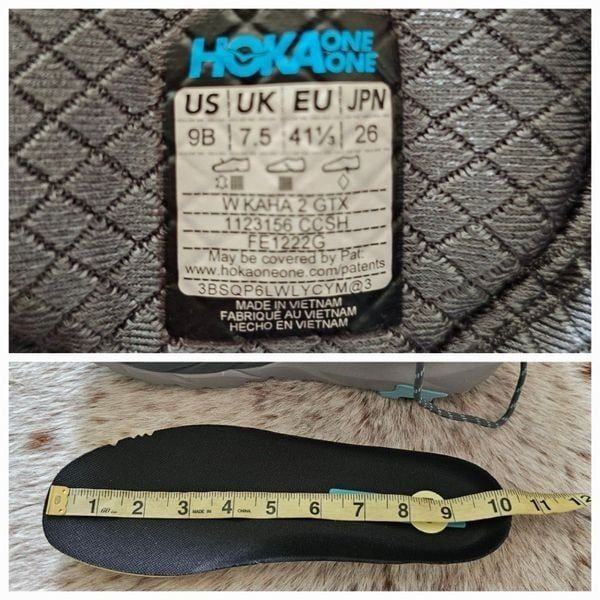 HOKA ONE ONE
US UK EU JPN
9B 7.5 41⅓ 26
W KAHA 2 GTX
1123156 CCSH
FE1222G
May be covered by Pat:
www.hokaoneone.com/patents
3BSQP6LWLYCYM@3
MADE IN VIETNAM
FABRIQUÉ AU VIETNAM
HECHO EN VIETNAM
1 2 3 MADE IN 4 CHINA 5 6 7 8 9 10 11 12